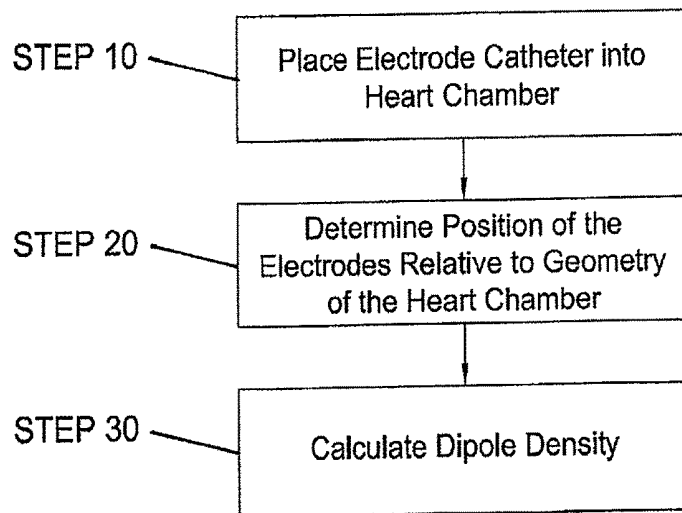 STEP 10
Place Electrode Catheter into
Heart Chamber
STEP 20
Determine Position of the
Electrodes Relative to Geometry
of the Heart Chamber
STEP 30
Calculate Dipole Density